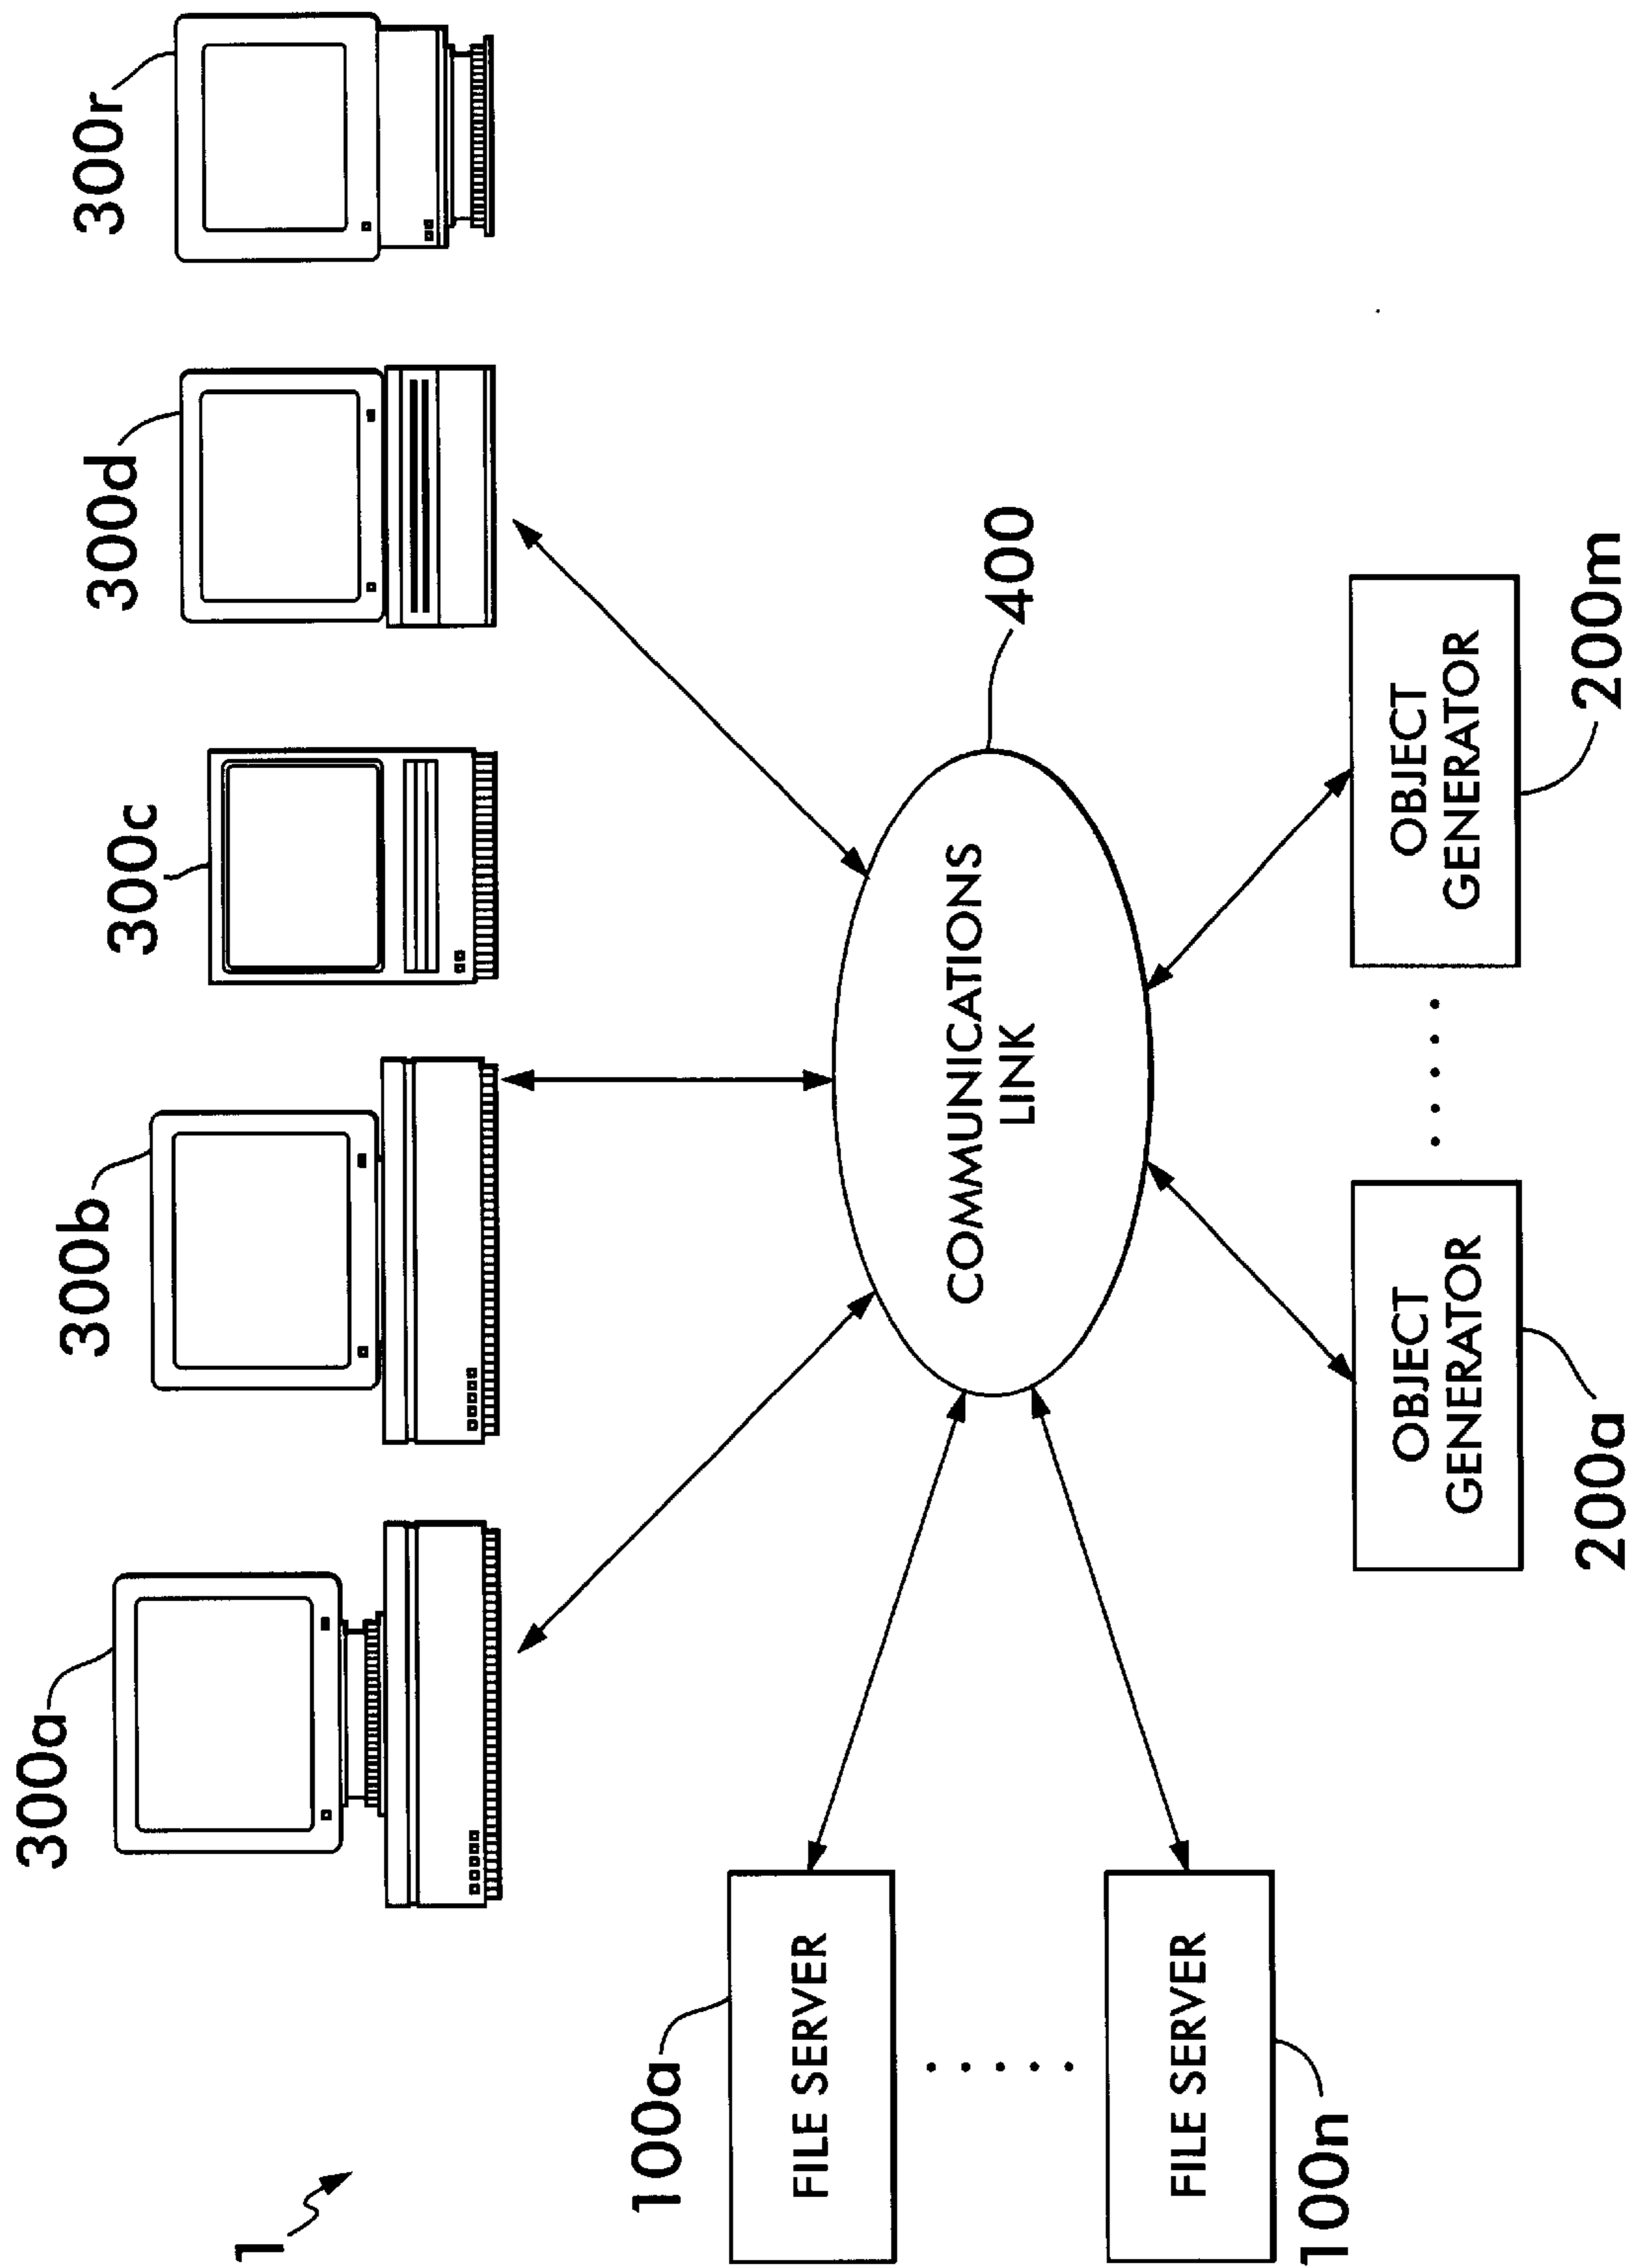 1
300a
300b
300c
300d
300r
100a
FILE SERVER
FILE SERVER
100n
COMMUNICATIONS
LINK
400
OBJECT
GENERATOR
200a
OBJECT
GENERATOR
200m